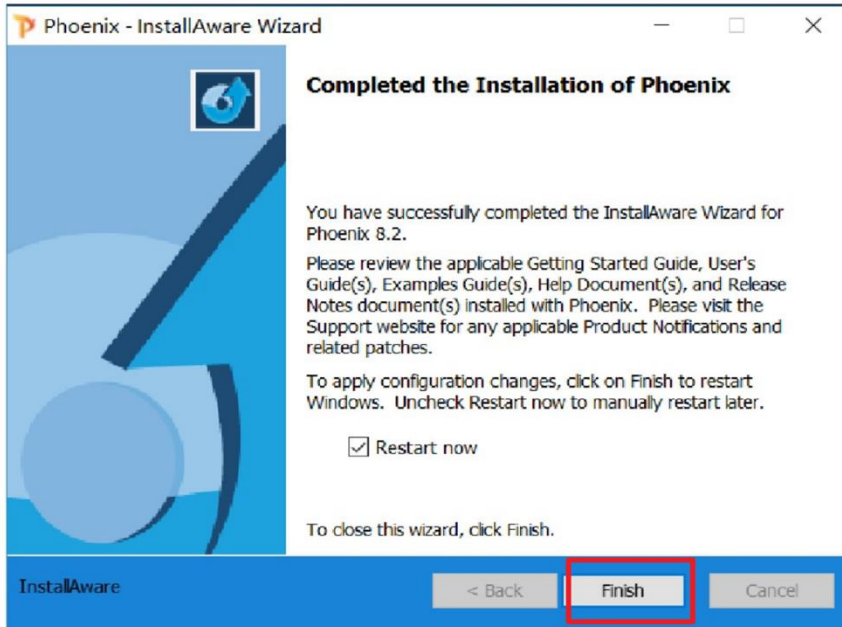 Phoenix - InstallAware Wizard
Completed the Installation of Phoenix
You have successfully completed the InstallAware Wizard for
Phoenix 8.2.
Please review the applicable Getting Started Guide, User's
Guide(s), Examples Guide(s), Help Document(s), and Release
Notes document(s) installed with Phoenix. Please visit the
Support website for any applicable Product Notifications and
related patches.
To apply configuration changes, click on Finish to restart
Windows. Uncheck Restart now to manually restart later.
Restart now
To close this wizard, click Finish.
InstallAware
< Back
Finish
Cancel